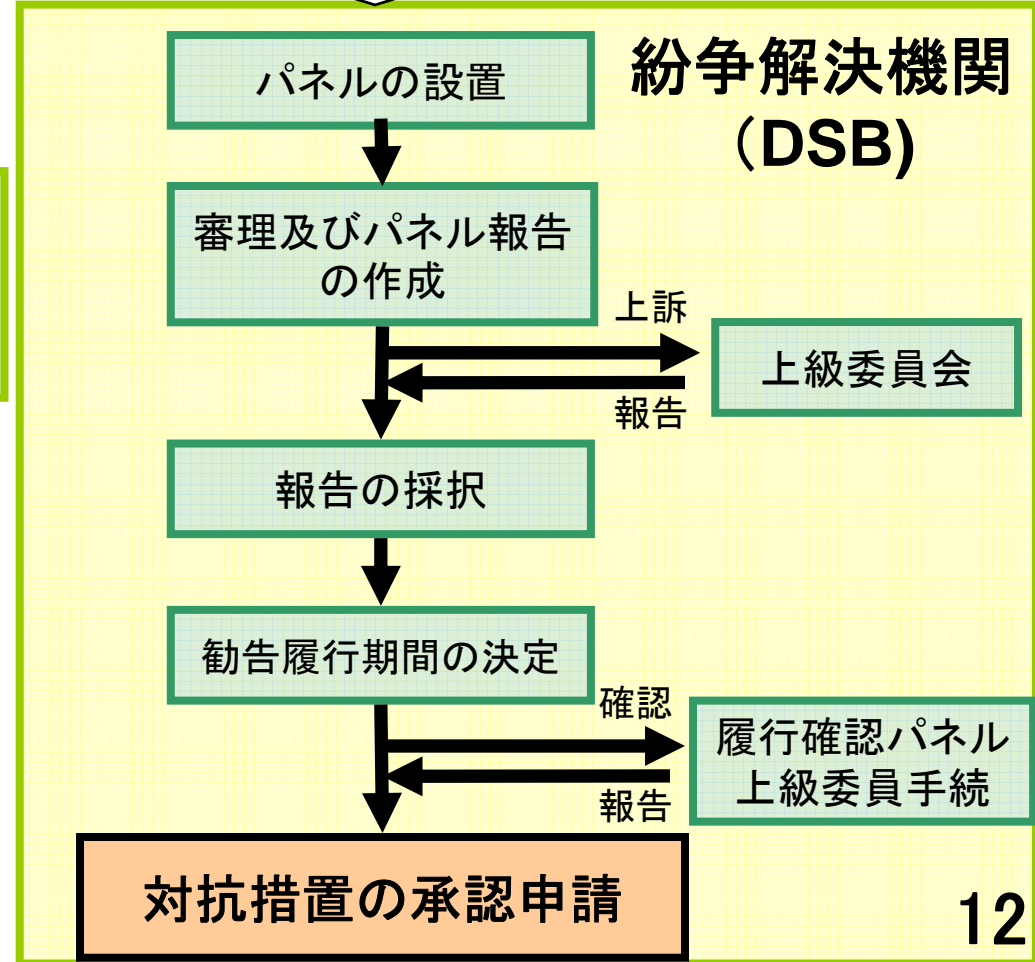 紛争解決機関
（DSB)
パネルの設置
審理及びパネル報告
の作成
上訴
上級委員会
報告
報告の採択
勧告履行期間の決定
確認
履行確認パネル
上級委員手続
報告
対抗措置の承認申請
12